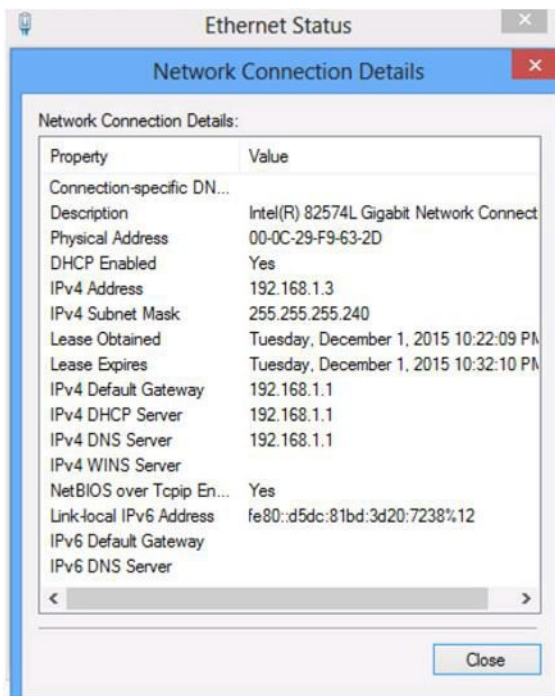 Ethernet Status
Network Connection Details
Network Connection Details:
Property Value
Connection-specific DN...
Description Intel(R) 82574L Gigabit Network Connect
Physical Address 00-0C-29-F9-63-2D
DHCP Enabled Yes
IPv4 Address 192.168.1.3
IPv4 Subnet Mask 255.255.255.240
Lease Obtained Tuesday, December 1, 2015 10:22:09 PM
Lease Expires Tuesday, December 1, 2015 10:32:10 PM
IPv4 Default Gateway 192.168.1.1
IPv4 DHCP Server 192.168.1.1
IPv4 DNS Server 192.168.1.1
IPv4 WINS Server
NetBIOS over Tcpip En... Yes
Link-local IPv6 Address fe80::d5dc:81bd:3d20:7238%12
IPv6 Default Gateway
IPv6 DNS Server
Close